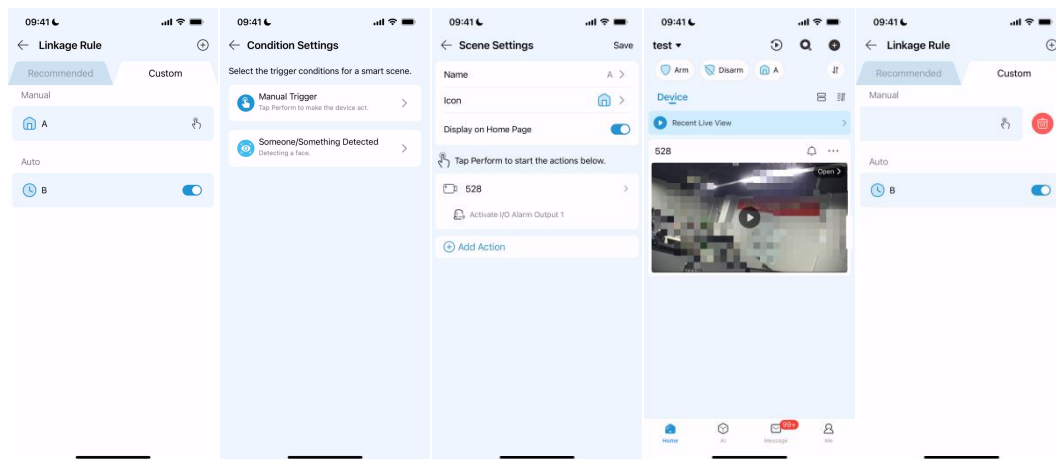 09:41
Linkage Rule
Recommended
Custom
Manual
A
Auto
B
09:41
Condition Settings
Select the trigger conditions for a smart scene.
Manual Trigger
Tap Perform to make the device act.
Someone/Something Detected
Detecting a face.
09:41
Scene Settings
Save
Name
A
Icon
Display on Home Page
Tap Perform to start the actions below.
528
Activate I/O Alarm Output 1
Add Action
09:41
test
Arm
Disarm
A
Device
Recent Live View
528
Open
Home
AI
99+
Message
Me
09:41
Linkage Rule
Recommended
Custom
Manual
Auto
B